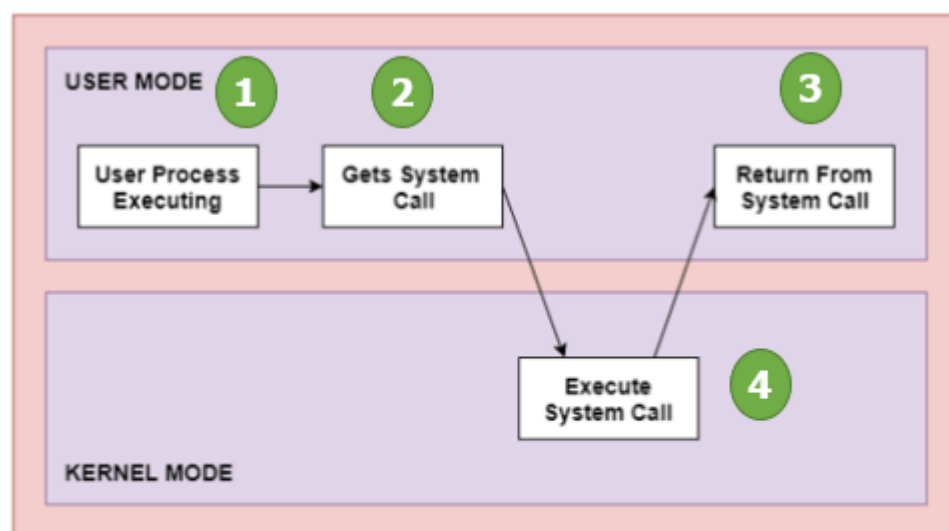 USER MODE
1
2
3
User Process
Executing
Gets System
Call
Return From
System Call
Execute
System Call
4
KERNEL MODE